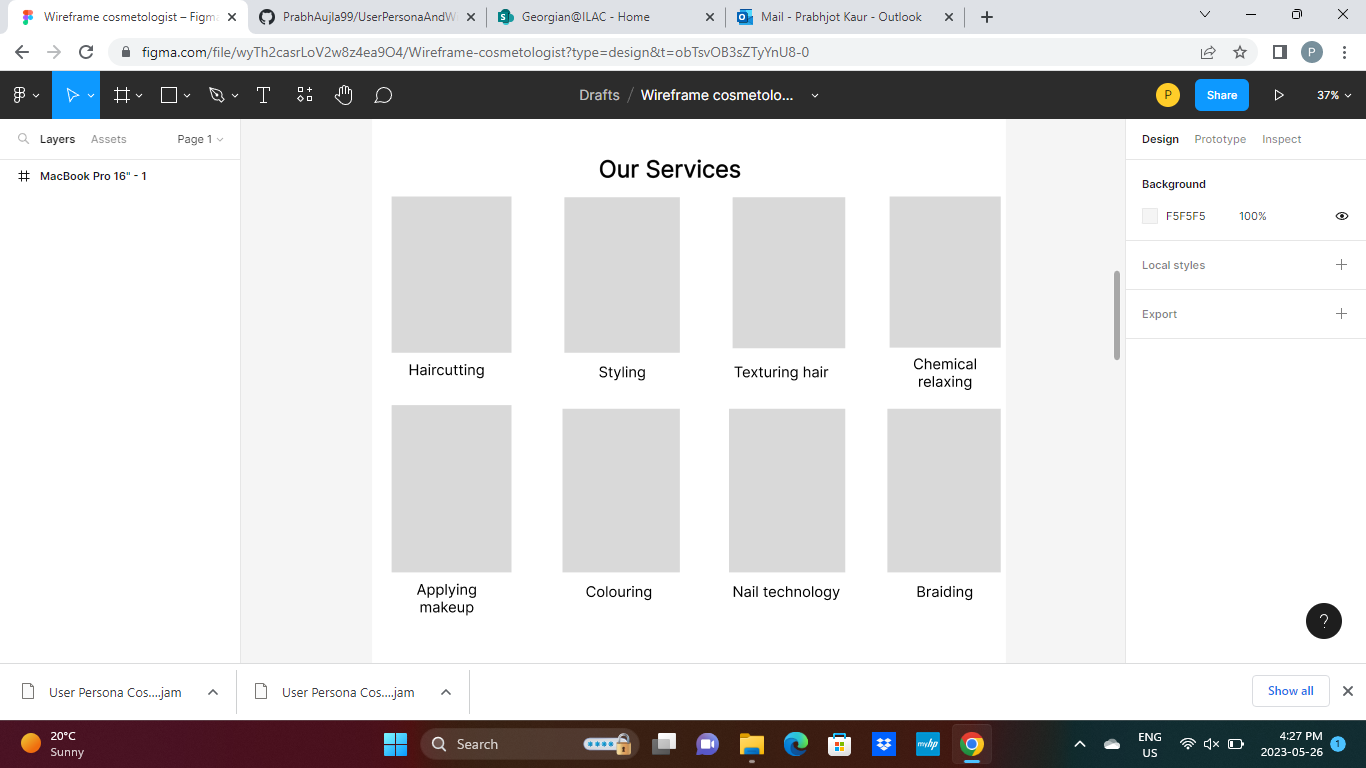 Wireframe cosmetologist – Figm
PrabhAujla99/UserPersonaAndW
Georgian@ILAC - Home
Mail - Prabhjot Kaur - Outlook
figma.com/file/wyTh2casrLoV2w8z4ea9O4/Wireframe-cosmetologist?type=design&t=obTsvOB3sZTyYnU8-0
P
Drafts / Wireframe cosmetolo...
P
Share
37%
Layers Assets Page 1
Design Prototype Inspect
MacBook Pro 16" - 1
Background
F5F5F5 100%
Local styles
Export
Our Services
Haircutting
Styling
Texturing hair
Chemical
relaxing
Applying
makeup
Colouring
Nail technology
Braiding
?
User Persona Cos....jam
User Persona Cos....jam
Show all
20°C
Sunny
Search
myhp
ENG
US
4:27 PM
2023-05-26
1